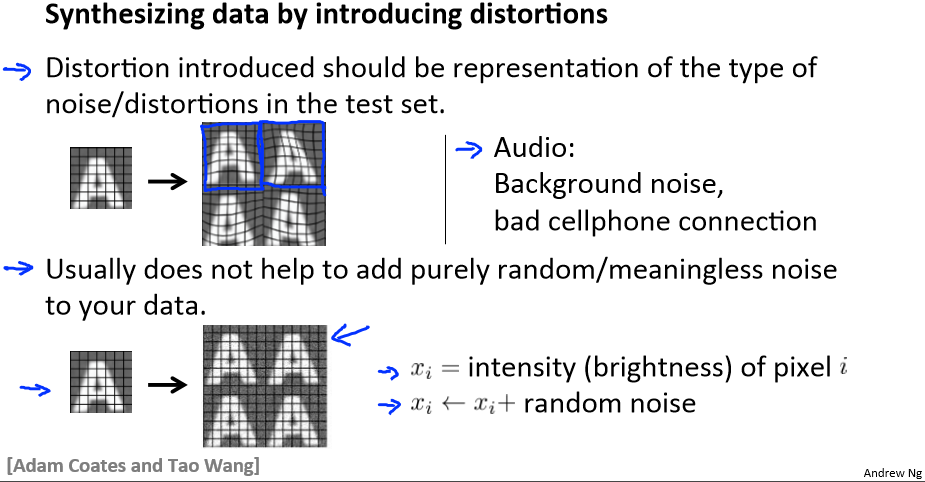 Synthesizing data by introducing distortions
Distortion introduced should be representation of the type of
noise/distortions in the test set.
Audio:
Background noise,
bad cellphone connection
Usually does not help to add purely random/meaningless noise
to your data.
x_i = intensity (brightness) of pixel i
x_i ← x_i + random noise
[Adam Coates and Tao Wang]
Andrew Ng